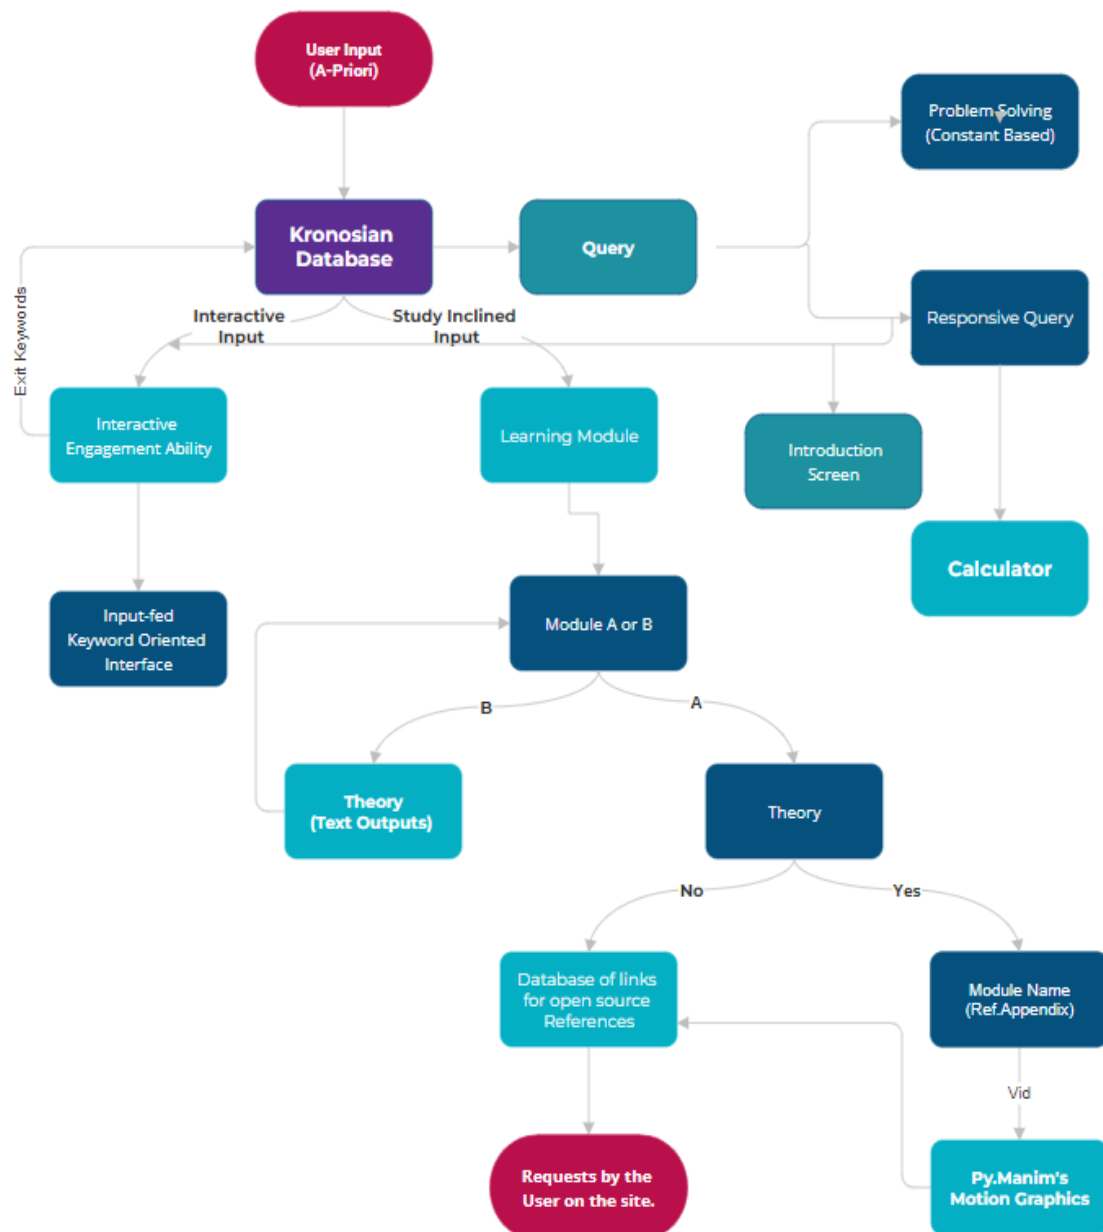 User Input
(A-Priori)
Problem Solving
(Constant Based)
Kronosian
Database
Query
Exit Keywords
Interactive
Input
Study Inclined
Input
Responsive Query
Interactive
Engagement Ability
Learning Module
Introduction
Screen
Calculator
Input-fed
Keyword Oriented
Interface
Module A or B
B
A
Theory
(Text Outputs)
Theory
No
Yes
Database of links
for open source
References
Module Name
(Ref.Appendix)
Vid
Requests by the
User on the site.
Py.Manim's
Motion Graphics